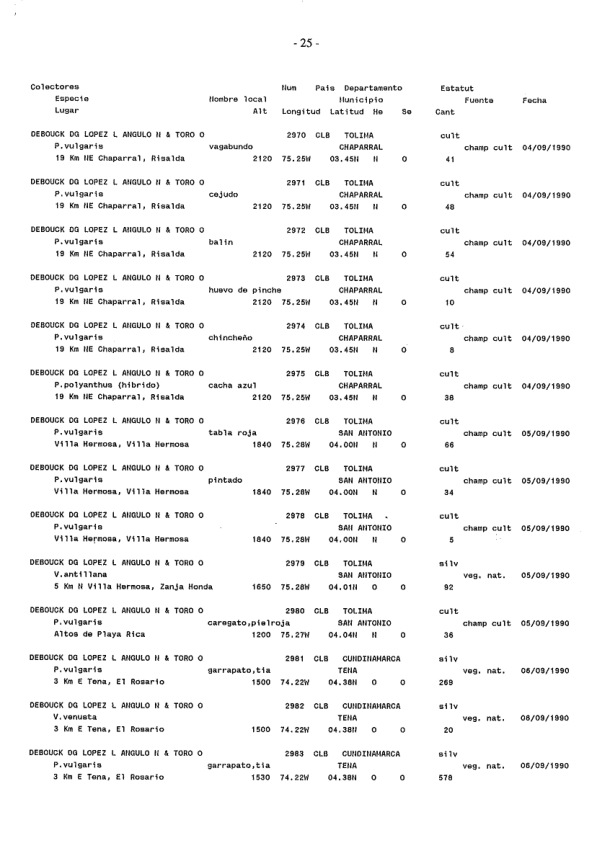 - 25 -
Colectores Num Pais Departamento Estatut
Especie Nombre local Municipio Fuente Fecha
Lugar Alt Longitud Latitud He Se Cant
DEBOUCK DG LOPEZ L ANGULO N & TORO O 2970 CLB TOLIMA cult
P.vulgaris vagabundo CHAPARRAL champ cult 04/09/1990
19 Km NE Chaparral, Risalda 2120 75.25W 03.45N N O 41
DEBOUCK DG LOPEZ L ANGULO N & TORO O 2971 CLB TOLIMA cult
P.vulgaris cejudo CHAPARRAL champ cult 04/09/1990
19 Km NE Chaparral, Risalda 2120 75.25W 03.45N N O 48
DEBOUCK DG LOPEZ L ANGULO N & TORO O 2972 CLB TOLIMA cult
P.vulgaris balin CHAPARRAL champ cult 04/09/1990
19 Km NE Chaparral, Risalda 2120 75.25W 03.45N N O 54
DEBOUCK DG LOPEZ L ANGULO N & TORO O 2973 CLB TOLIMA cult
P.vulgaris huevo de pinche CHAPARRAL champ cult 04/09/1990
19 Km NE Chaparral, Risalda 2120 75.25W 03.45N N O 10
DEBOUCK DG LOPEZ L ANGULO N & TORO O 2974 CLB TOLIMA cult
P.vulgaris chincheño CHAPARRAL champ cult 04/09/1990
19 Km NE Chaparral, Risalda 2120 75.25W 03.45N N O 8
DEBOUCK DG LOPEZ L ANGULO N & TORO O 2975 CLB TOLIMA cult
P.polyanthus (hibrido) cacha azul CHAPARRAL champ cult 04/09/1990
19 Km NE Chaparral, Risalda 2120 75.25W 03.45N N O 38
DEBOUCK DG LOPEZ L ANGULO N & TORO O 2976 CLB TOLIMA cult
P.vulgaris tabla roja SAN ANTONIO champ cult 05/09/1990
Villa Hermosa, Villa Hermosa 1840 75.28W 04.00N N O 66
DEBOUCK DG LOPEZ L ANGULO N & TORO O 2977 CLB TOLIMA cult
P.vulgaris pintado SAN ANTONIO champ cult 05/09/1990
Villa Hermosa, Villa Hermosa 1840 75.28W 04.00N N O 34
DEBOUCK DG LOPEZ L ANGULO N & TORO O 2978 CLB TOLIMA cult
P.vulgaris SAN ANTONIO champ cult 05/09/1990
Villa Hermosa, Villa Hermosa 1840 75.28W 04.00N N O 5
DEBOUCK DG LOPEZ L ANGULO N & TORO O 2979 CLB TOLIMA silv
V.antillana SAN ANTONIO veg. nat. 05/09/1990
5 Km N Villa Hermosa, Zanja Honda 1650 75.28W 04.01N O O 92
DEBOUCK DG LOPEZ L ANGULO N & TORO O 2980 CLB TOLIMA cult
P.vulgaris caregato,pielroja SAN ANTONIO champ cult 05/09/1990
Altos de Playa Rica 1200 75.27W 04.04N N O 36
DEBOUCK DG LOPEZ L ANGULO N & TORO O 2981 CLB CUNDINAMARCA silv
P.vulgaris garrapato,tia TENA veg. nat. 06/09/1990
3 Km E Tena, El Rosario 1500 74.22W 04.38N O O 269
DEBOUCK DG LOPEZ L ANGULO N & TORO O 2982 CLB CUNDINAMARCA silv
V.venusta TENA veg. nat. 06/09/1990
3 Km E Tena, El Rosario 1500 74.22W 04.38N O O 20
DEBOUCK DG LOPEZ L ANGULO N & TORO O 2983 CLB CUNDINAMARCA silv
P.vulgaris garrapato,tia TENA veg. nat. 06/09/1990
3 Km E Tena, El Rosario 1530 74.22W 04.38N O O 578